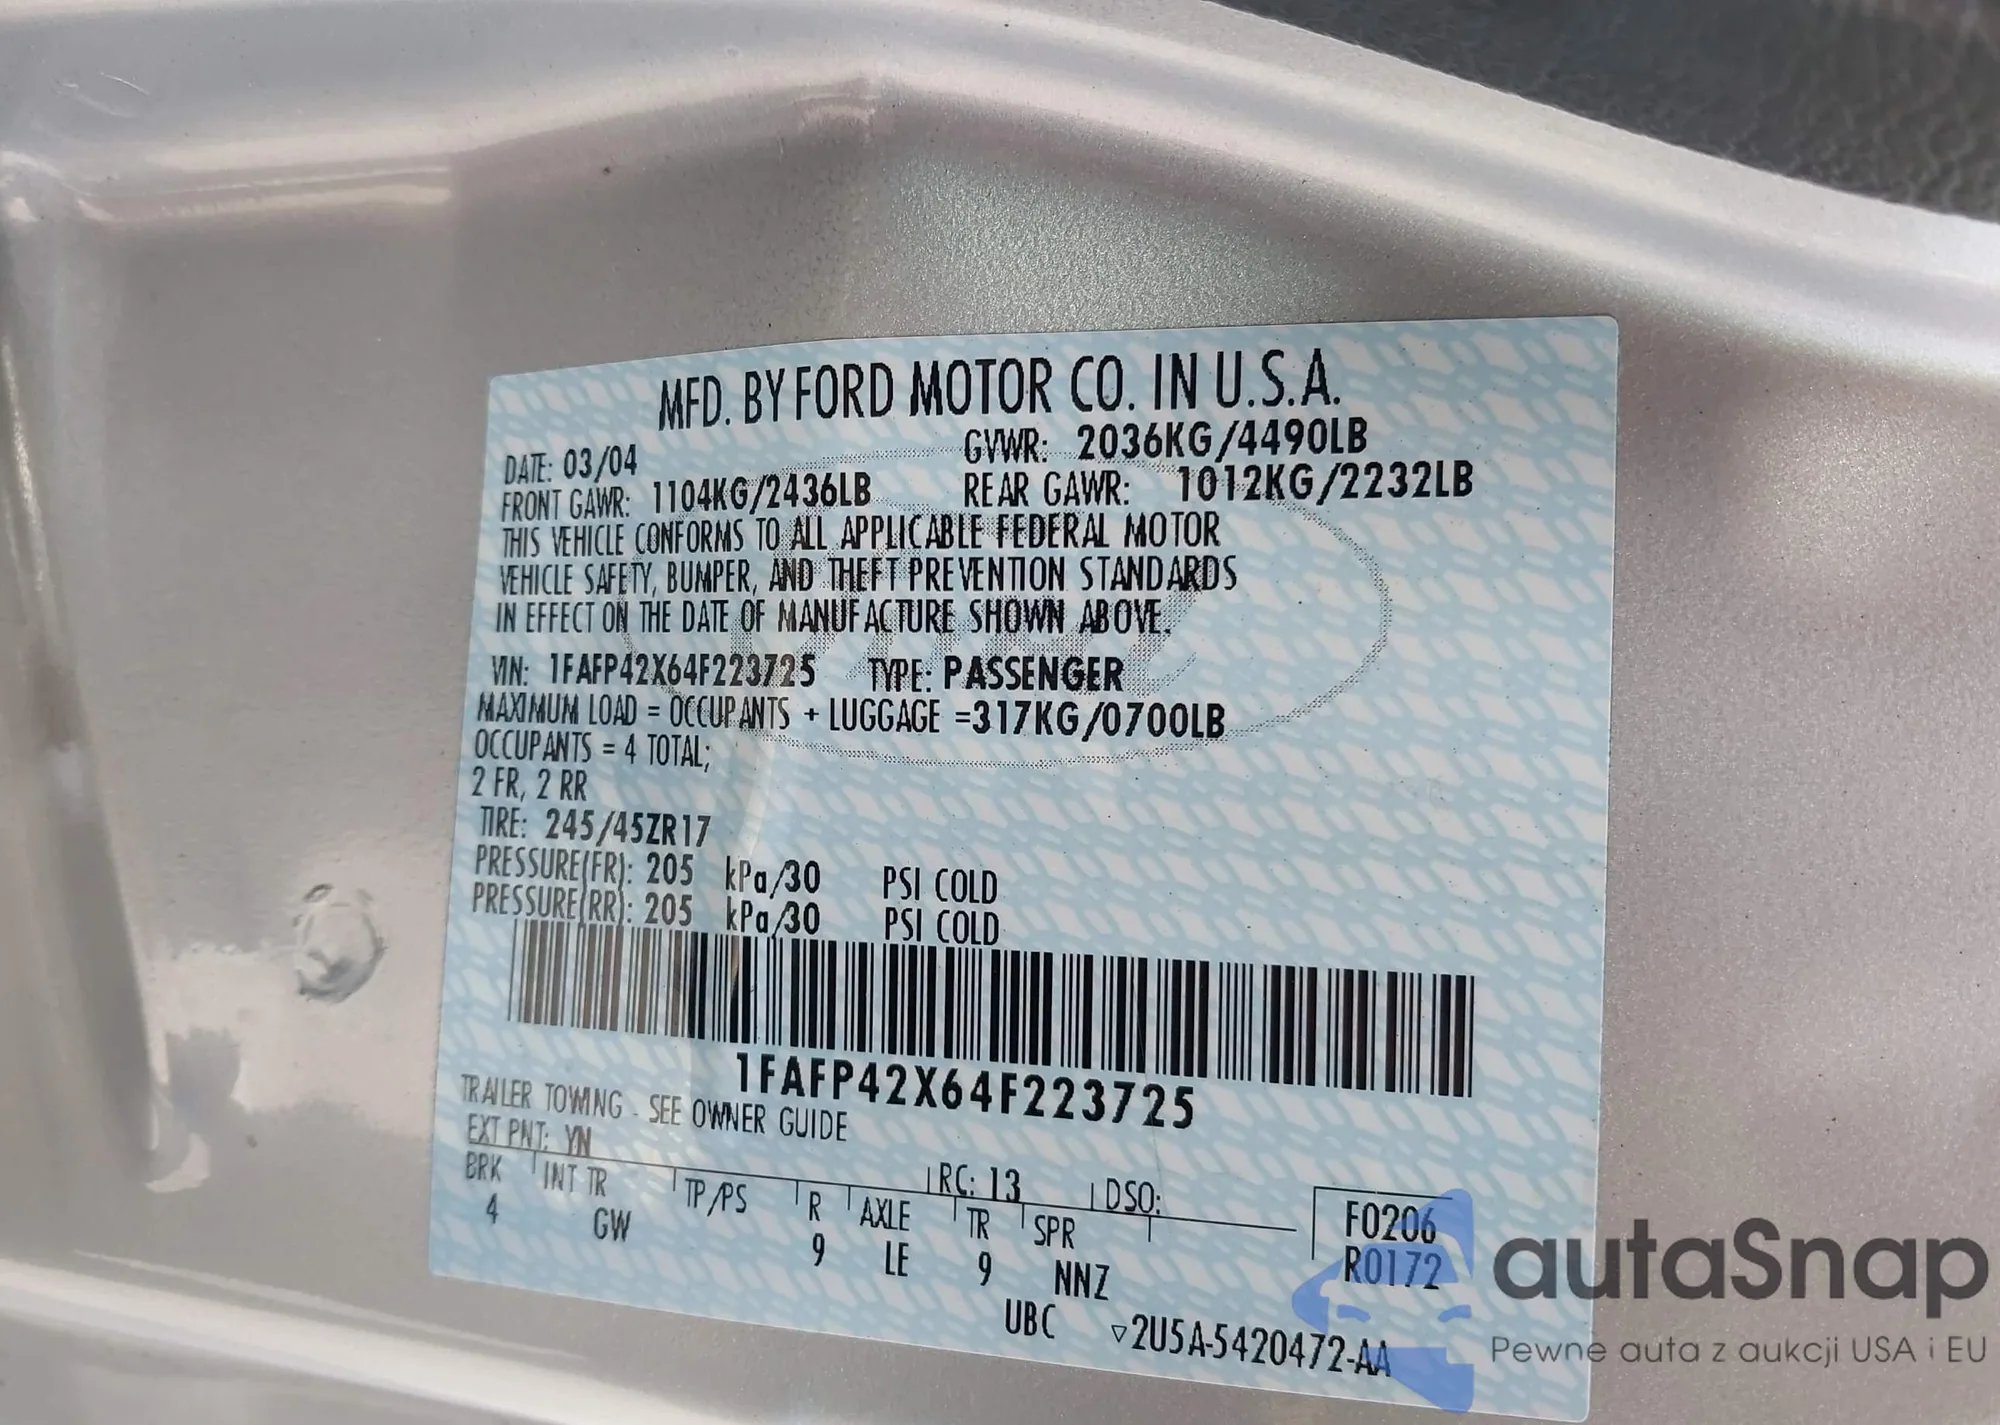 MFD. BY FORD MOTOR CO. IN U.S.A.
DATE: 03/04 GVWR: 2036KG/4490LB
FRONT GAWR: 1104KG/2436LB REAR GAWR: 1012KG/2232LB
THIS VEHICLE CONFORMS TO ALL APPLICABLE FEDERAL MOTOR
VEHICLE SAFETY, BUMPER, AND THEFT PREVENTION STANDARDS
IN EFFECT ON THE DATE OF MANUFACTURE SHOWN ABOVE.
VIN: 1FAFP42X64F223725 TYPE: PASSENGER
MAXIMUM LOAD = OCCUPANTS + LUGGAGE =317KG/0700LB
OCCUPANTS = 4 TOTAL;
2 FR, 2 RR
TIRE: 245/45ZR17
PRESSURE(FR): 205 kPa/30 PSI COLD
PRESSURE(RR): 205 kPa/30 PSI COLD
1FAFP42X64F223725
TRAILER TOWING - SEE OWNER GUIDE
EXT PNT: YN RC: 13 DSO:
BRK INT TR TP/PS R AXLE TR SPR
4 GW 9 LE 9 NNZ
F0206
R0172
UBC ▽2U5A-5420472-AA
autaSnap
Pewne auta z aukcji USA i EU